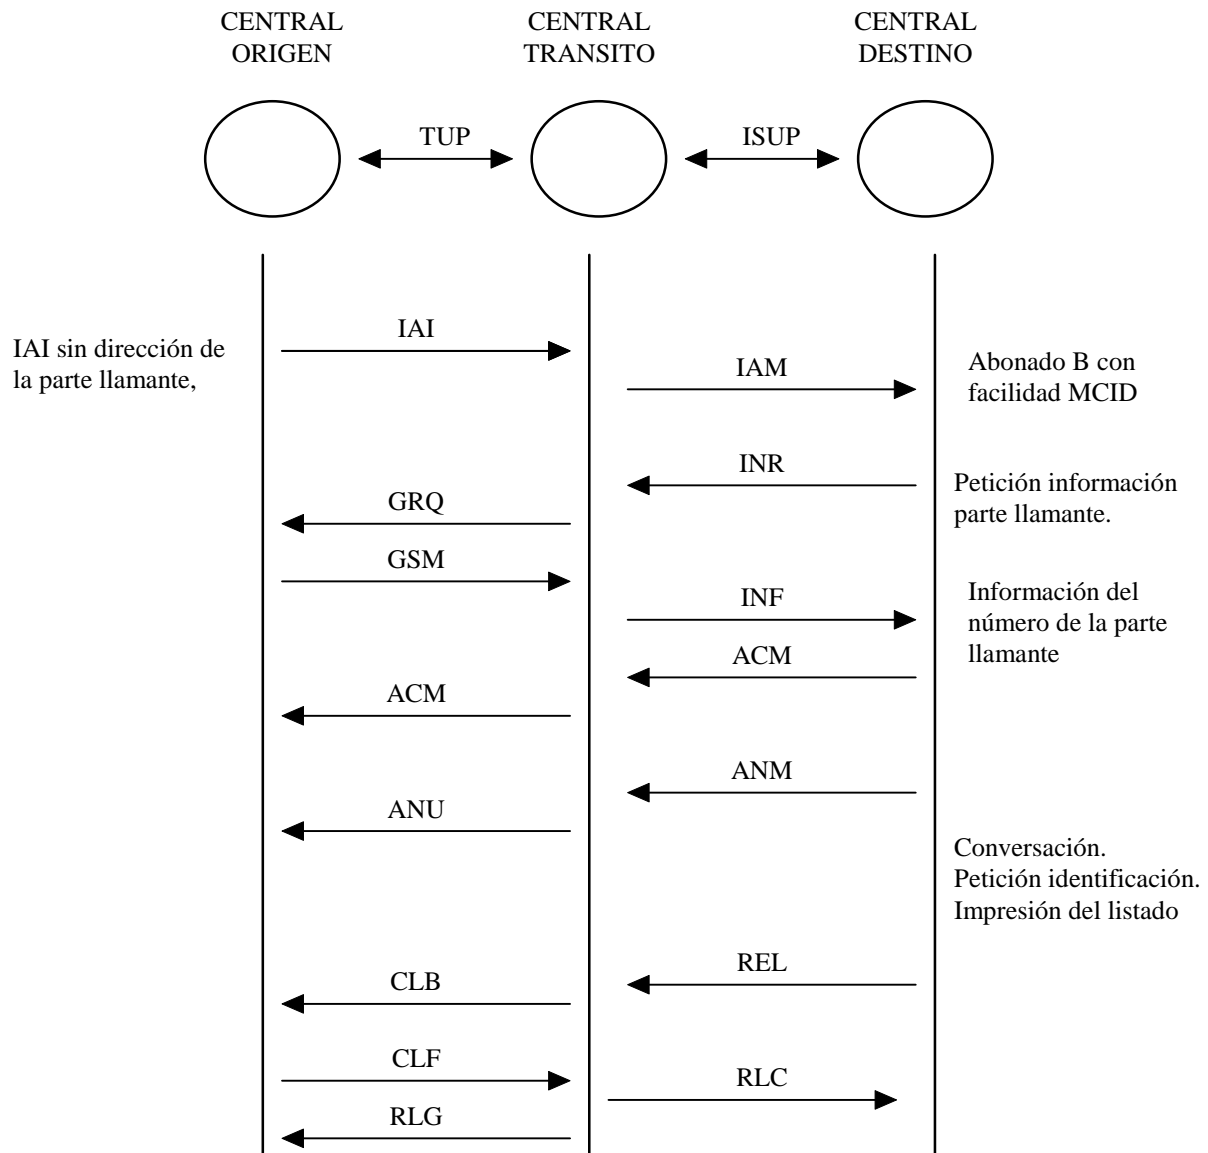 CENTRAL
ORIGEN
CENTRAL
TRANSITO
CENTRAL
DESTINO
TUP
ISUP
IAI
IAI sin dirección de
la parte llamante,
IAM
Abonado B con
facilidad MCID
INR
Petición información
parte llamante.
GRQ
GSM
INF
Información del
número de la parte
llamante
ACM
ACM
ANM
ANU
Conversación.
Petición identificación.
Impresión del listado
REL
CLB
CLF
RLC
RLG